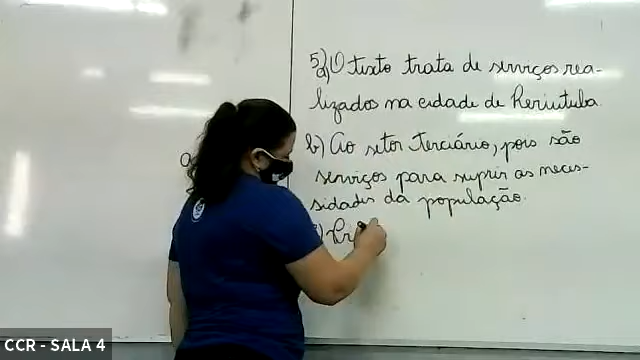 5) a) O texto trata de serviços rea-
lizados na cidade de Reriutuba.
b) Ao setor terciário, pois são
serviços para suprir as neces-
sidades da população.
CCR - SALA 4